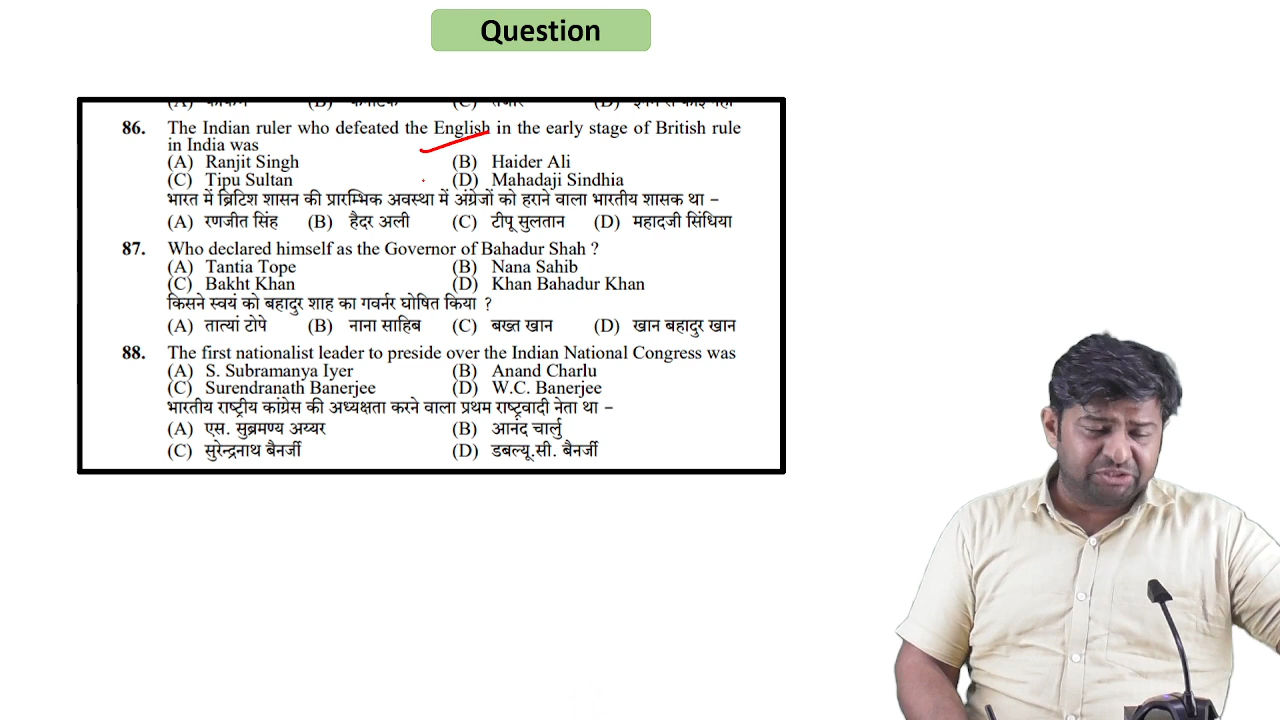 Question
86. The Indian ruler who defeated the English in the early stage of British rule
in India was
(A) Ranjit Singh (B) Haider Ali
(C) Tipu Sultan (D) Mahadaji Sindhia
भारत में ब्रिटिश शासन की प्रारम्भिक अवस्था में अंग्रेजों को हराने वाला भारतीय शासक था –
(A) रणजीत सिंह (B) हैदर अली (C) टीपू सुलतान (D) महादजी सिंधिया
87. Who declared himself as the Governor of Bahadur Shah ?
(A) Tantia Tope (B) Nana Sahib
(C) Bakht Khan (D) Khan Bahadur Khan
किसने स्वयं को बहादुर शाह का गवर्नर घोषित किया ?
(A) तात्यां टोपे (B) नाना साहिब (C) बख्त खान (D) खान बहादुर खान
88. The first nationalist leader to preside over the Indian National Congress was
(A) S. Subramanya Iyer (B) Anand Charlu
(C) Surendranath Banerjee (D) W.C. Banerjee
भारतीय राष्ट्रीय कांग्रेस की अध्यक्षता करने वाला प्रथम राष्ट्रवादी नेता था –
(A) एस. सुब्रमण्य अय्यर (B) आनंद चार्लु
(C) सुरेन्द्रनाथ बैनर्जी (D) डबल्यू.सी. बैनर्जी